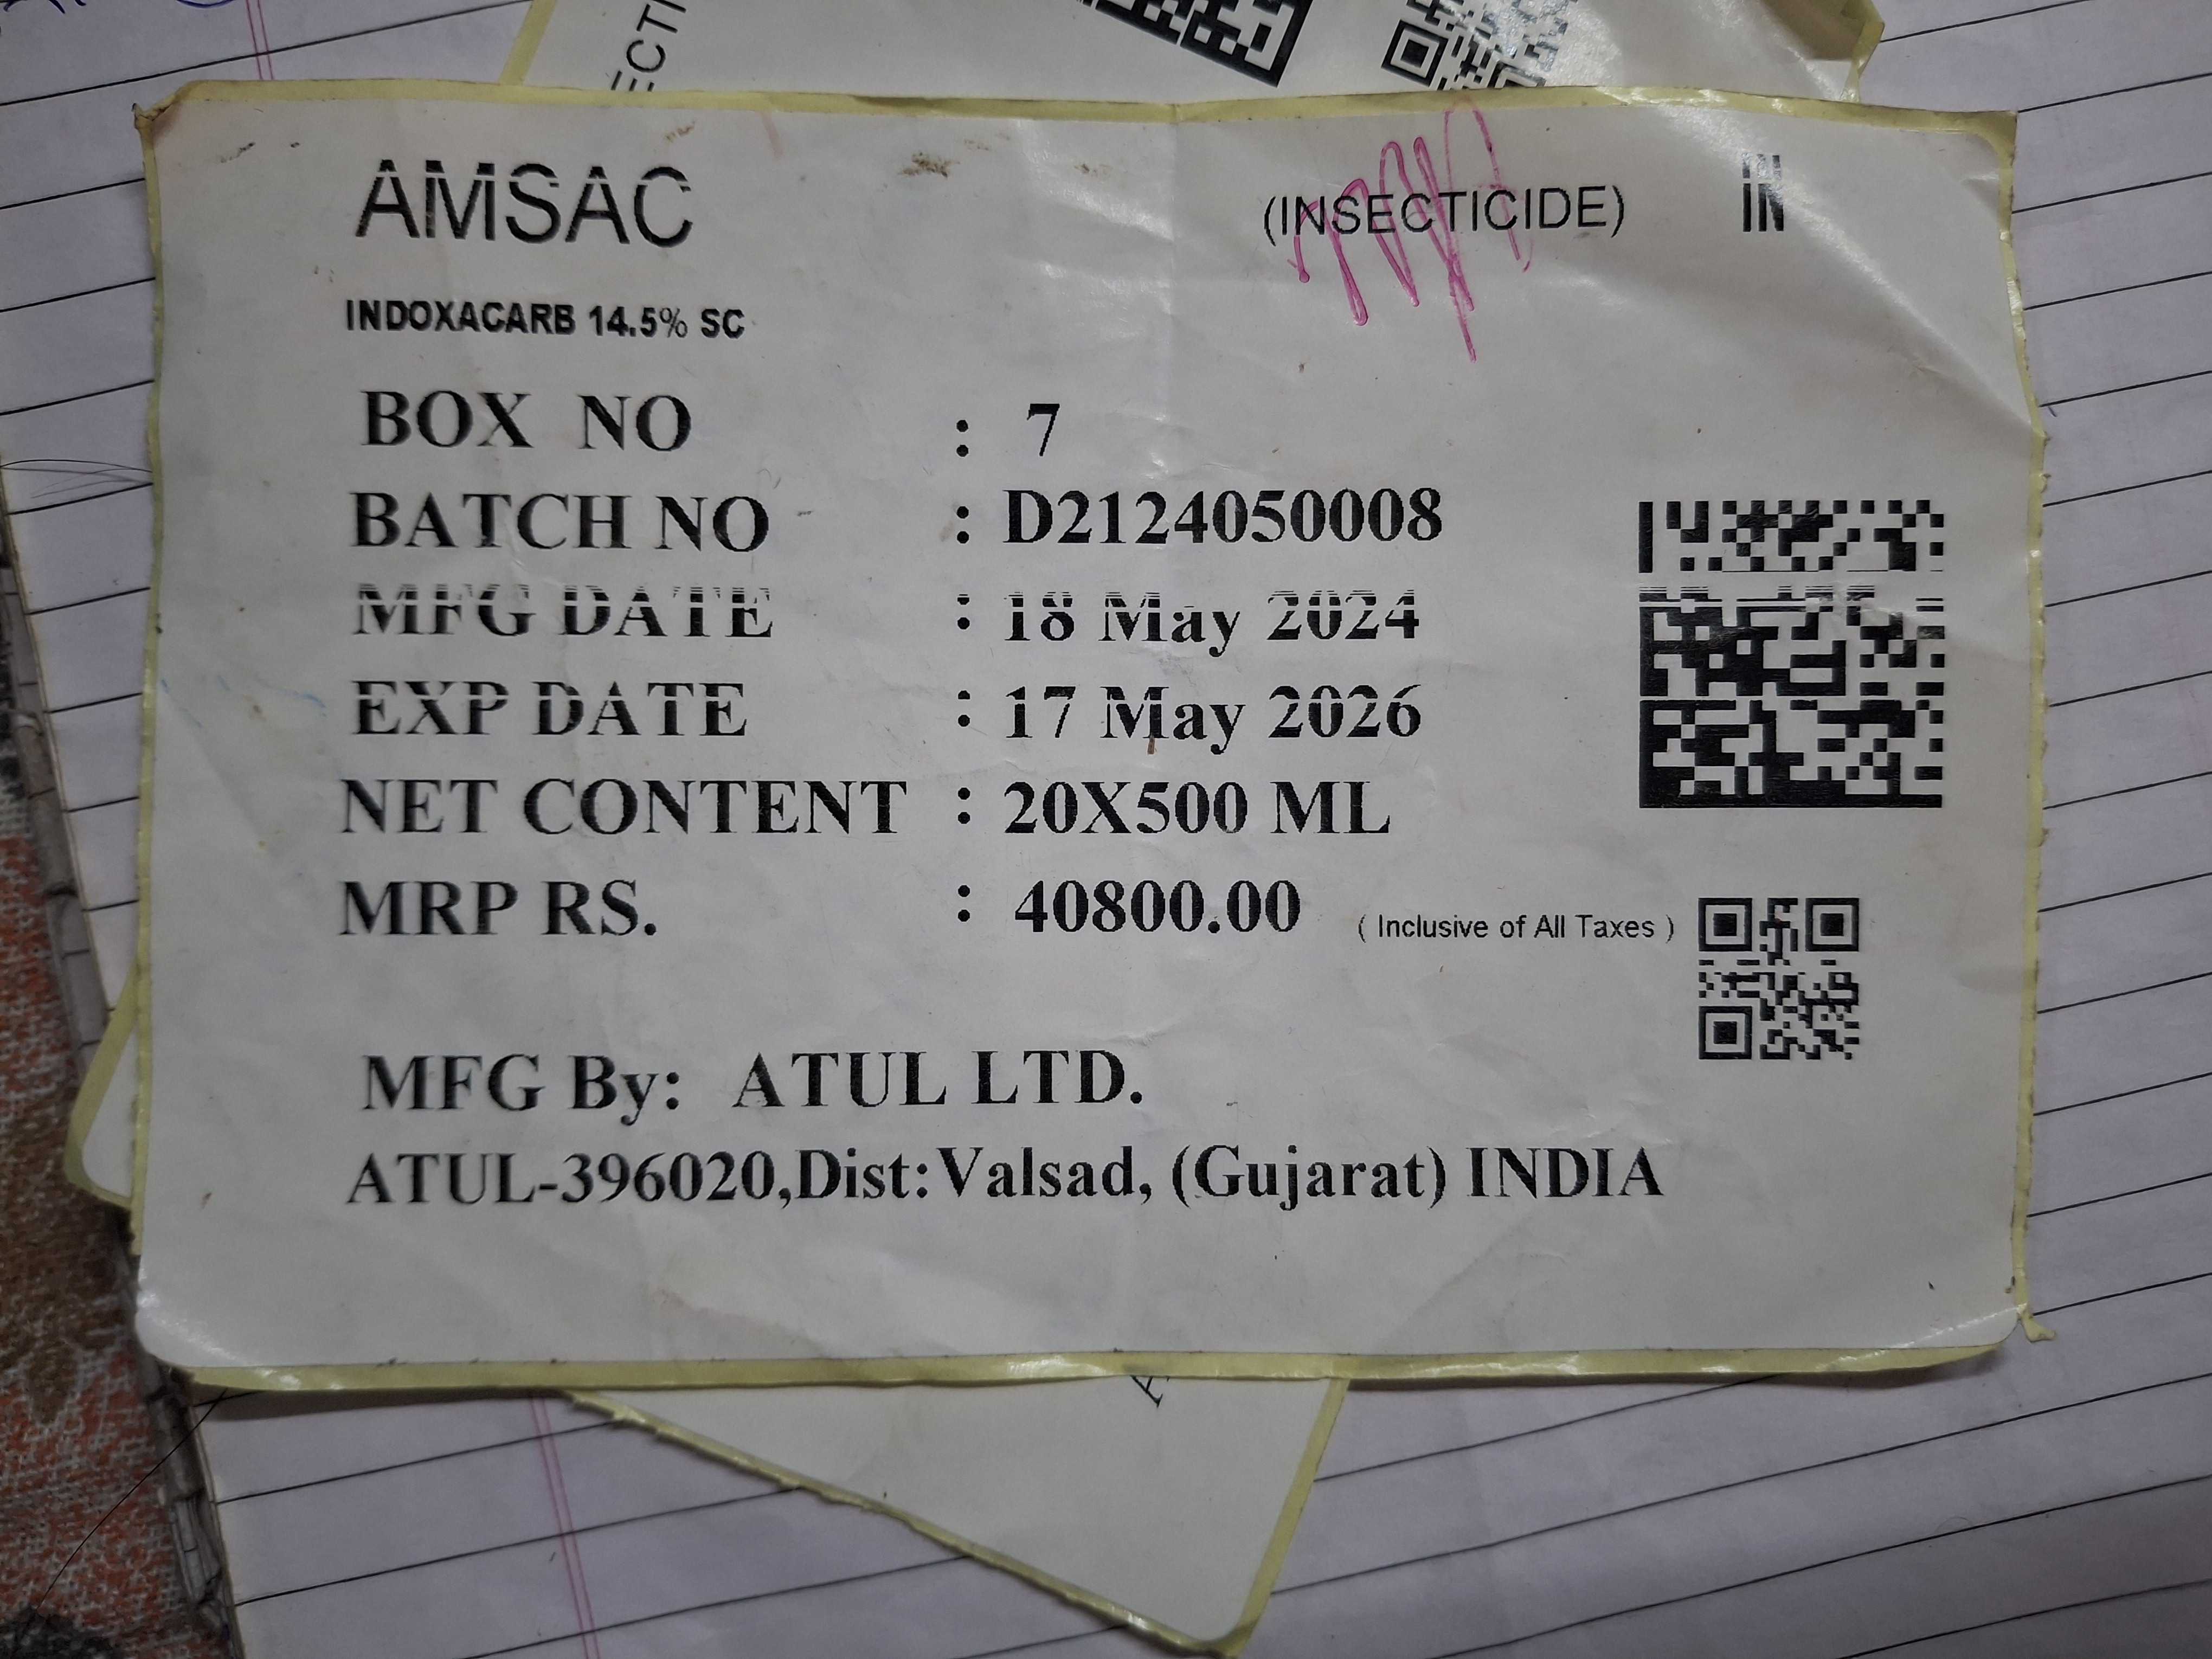 ECTI
AMSAC (INSECTICIDE) IN
INDOXACARB 14.5% SC
BOX NO : 7
BATCH NO : D2124050008
MFG DATE : 18 May 2024
EXP DATE : 17 May 2026
NET CONTENT : 20X500 ML
MRP RS. : 40800.00 ( Inclusive of All Taxes )
MFG By: ATUL LTD.
ATUL-396020,Dist:Valsad, (Gujarat) INDIA